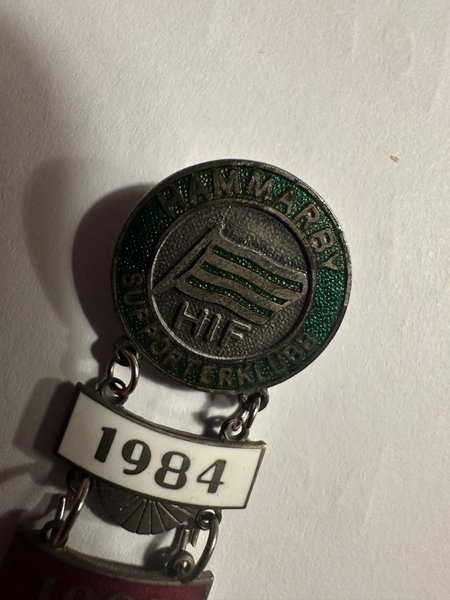 HAMMARBY
HIF
SUPPORTERKLUBB
1984